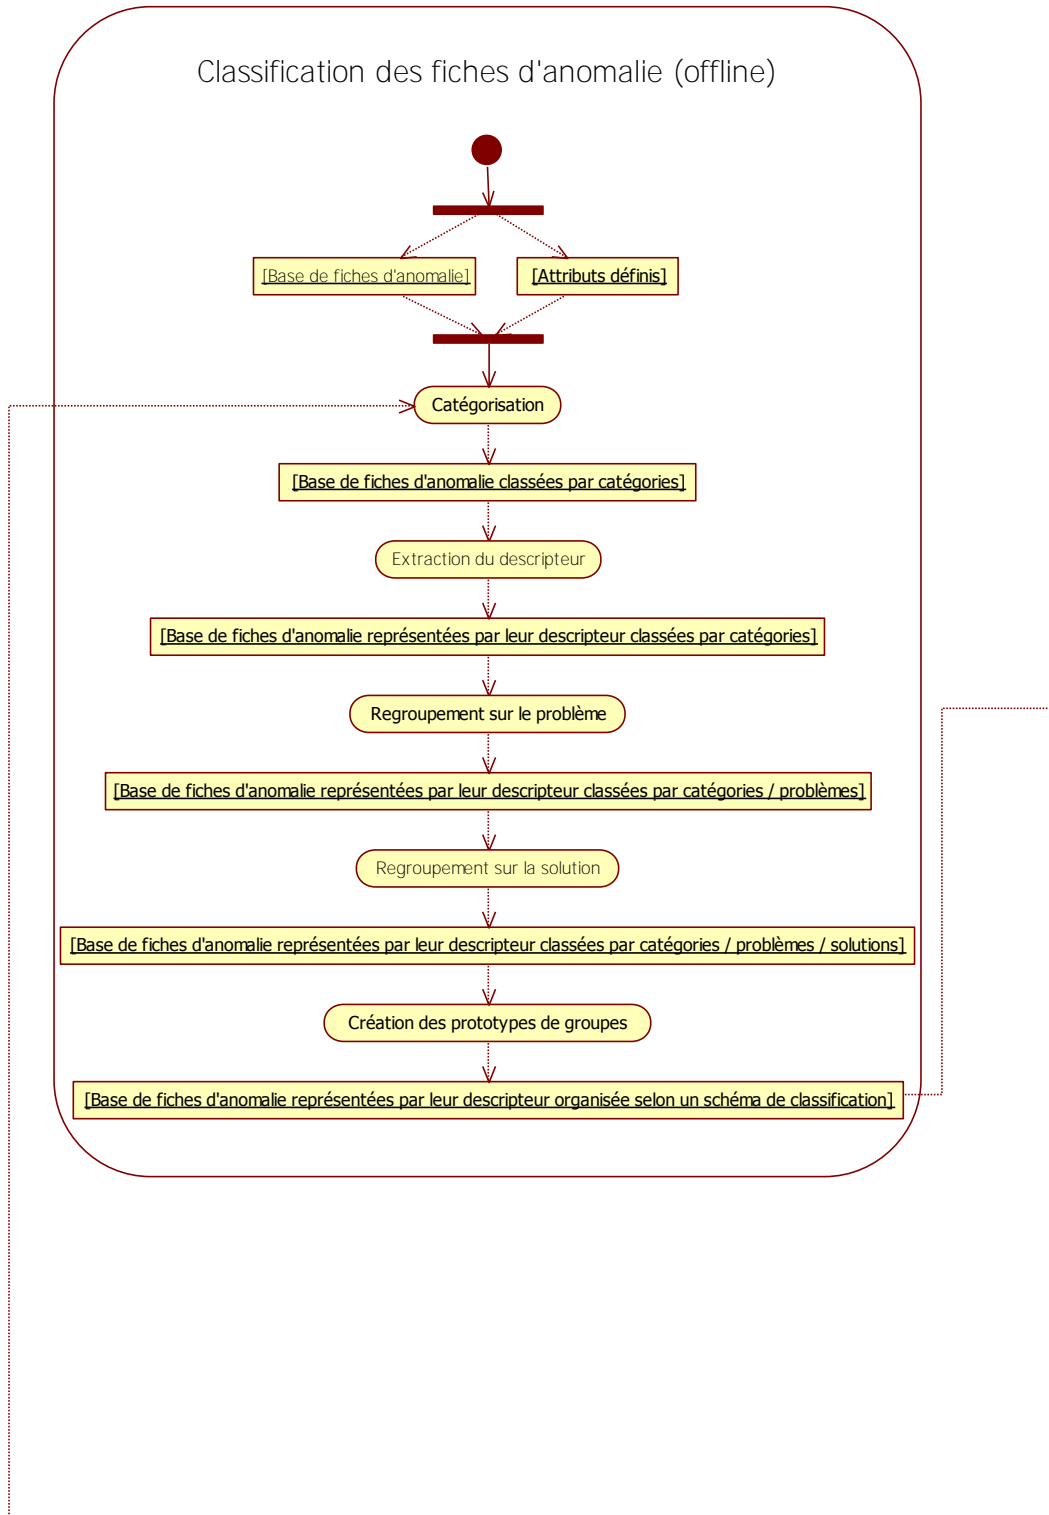 Classification des fiches d'anomalie (offline)
[Base de fiches d'anomalie]
[Attributs définis]
Catégorisation
[Base de fiches d'anomalie classées par catégories]
Extraction du descripteur
[Base de fiches d'anomalie représentées par leur descripteur classées par catégories]
Regroupement sur le problème
[Base de fiches d'anomalie représentées par leur descripteur classées par catégories / problèmes]
Regroupement sur la solution
[Base de fiches d'anomalie représentées par leur descripteur classées par catégories / problèmes / solutions]
Création des prototypes de groupes
[Base de fiches d'anomalie représentées par leur descripteur organisée selon un schéma de classification]